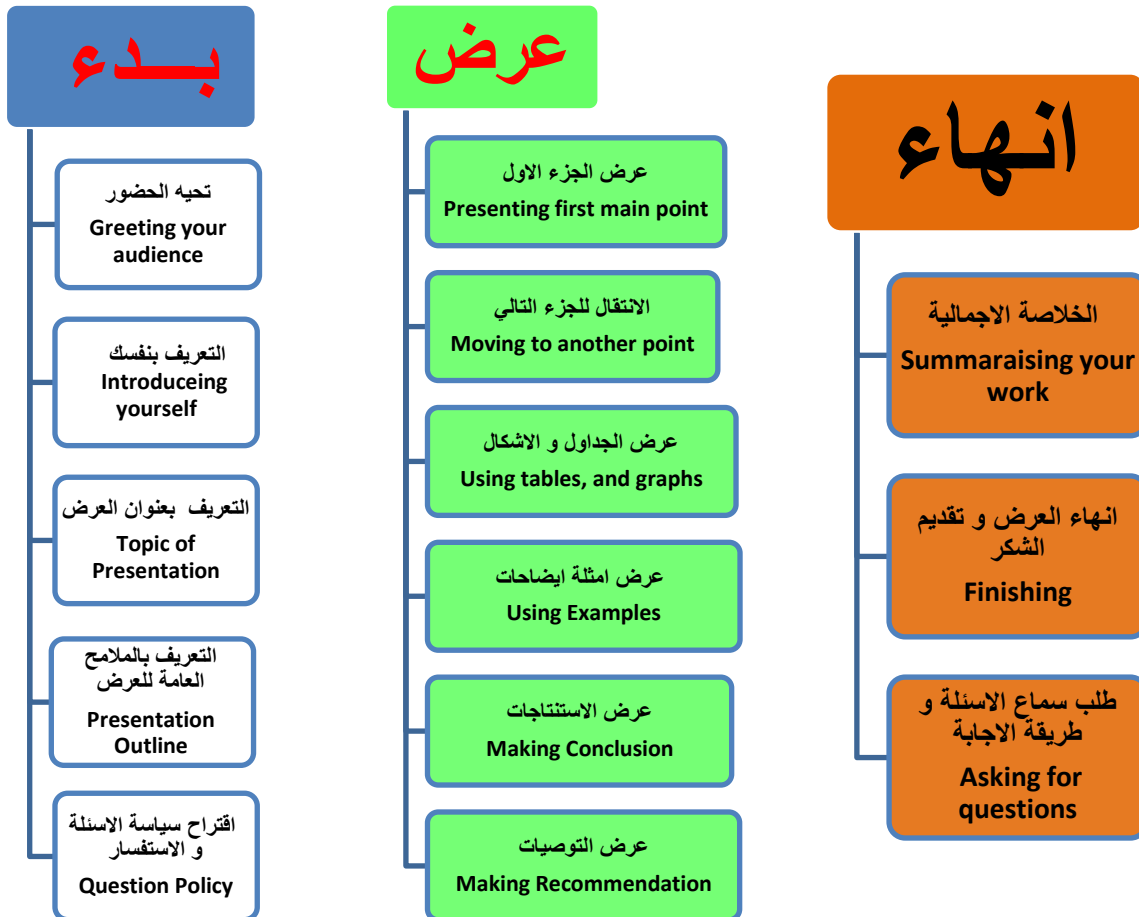 بـــدء
تحيه الحضور
Greeting your
audience
التعريف بنفسك
Introduceing
yourself
التعريف بعنوان العرض
Topic of
Presentation
التعريف بالملامح
العامة للعرض
Presentation
Outline
اقتراح سياسة الاسئلة
و الاستفسار
Question Policy
عرض
عرض الجزء الاول
Presenting first main point
الانتقال للجزء التالي
Moving to another point
عرض الجداول و الاشكال
Using tables, and graphs
عرض امثلة ايضاحات
Using Examples
عرض الاستنتاجات
Making Conclusion
عرض التوصيات
Making Recommendation
انهاء
الخلاصة الاجمالية
Summaraising your
work
انهاء العرض و تقديم
الشكر
Finishing
طلب سماع الاسئلة و
طريقة الاجابة
Asking for
questions